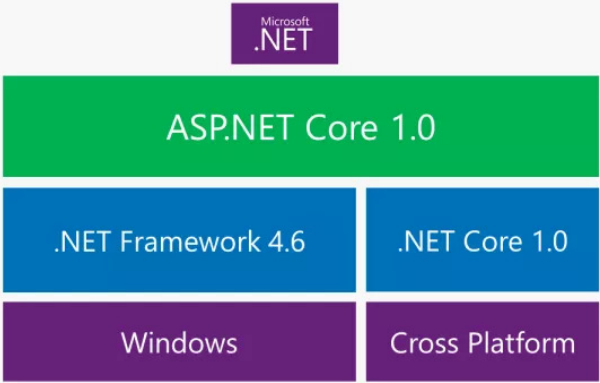 Microsoft
.NET
ASP.NET Core 1.0
.NET Framework 4.6
.NET Core 1.0
Windows
Cross Platform